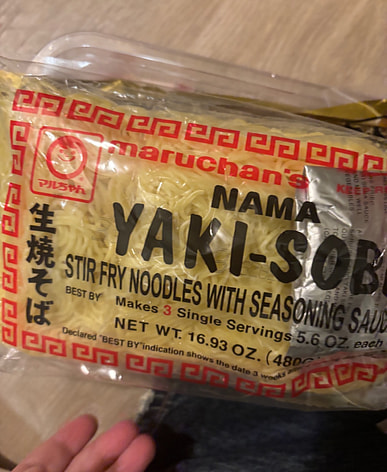 maruchan's
マルちゃん
生焼そば
NAMA
YAKI-SOB
STIR FRY NOODLES WITH SEASONING SAU
BEST BY Makes 3 Single Servings 5.6 OZ. each
NET WT. 16.93 OZ. (480
Declared "BEST BY" indication shows the date 3 weeks